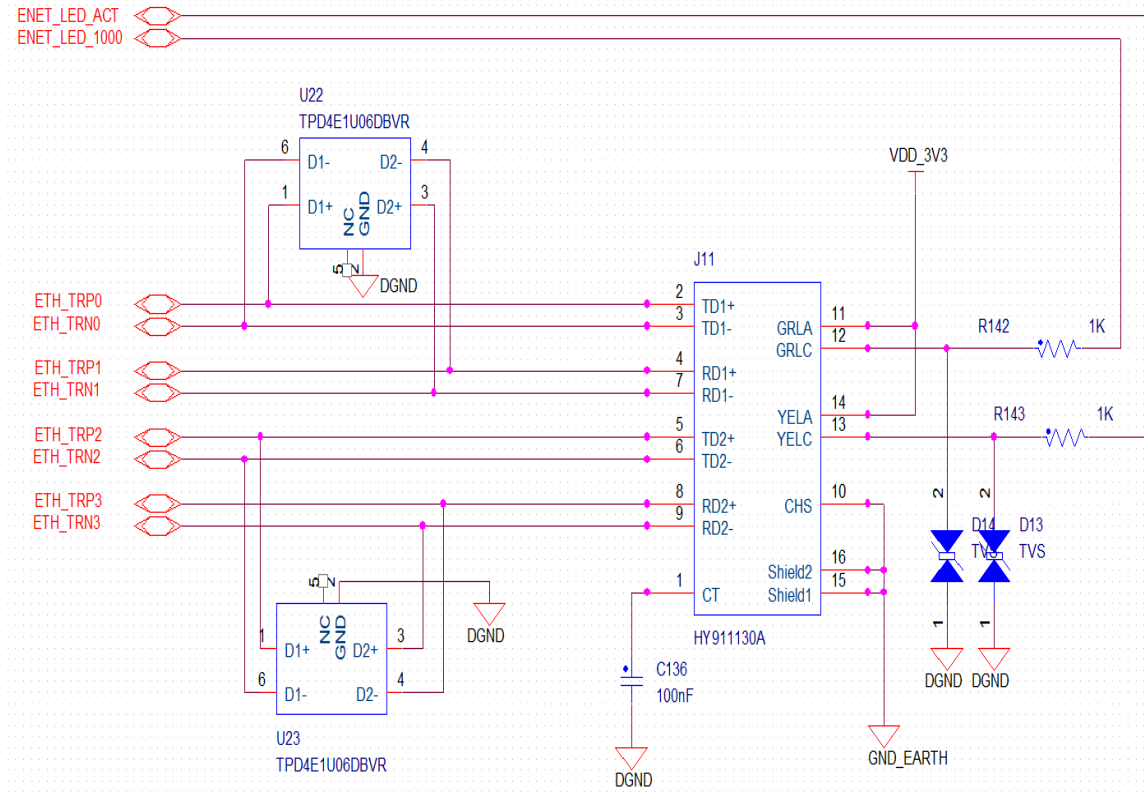 ENET_LED_ACT
ENET_LED_1000
U22
TPD4E1U06DBVR
6 D1- D2- 4
1 D1+ D2+ 3
NC
GND
5
2
DGND
VDD_3V3
J11
ETH_TRP0
ETH_TRN0
ETH_TRP1
ETH_TRN1
ETH_TRP2
ETH_TRN2
ETH_TRP3
ETH_TRN3
2 TD1+
3 TD1-
4 RD1+
7 RD1-
5 TD2+
6 TD2-
8 RD2+
9 RD2-
1 CT
GRLA 11
GRLC 12
YELA 14
YELC 13
CHS 10
Shield2 16
Shield1 15
HY911130A
R142 1K
R143 1K
2
2
D14
TVS
D13
TVS
1
1
DGND
DGND
GND_EARTH
5
2
DGND
NC
GND
1 D1+ D2+ 3
6 D1- D2- 4
U23
TPD4E1U06DBVR
C136
100nF
DGND